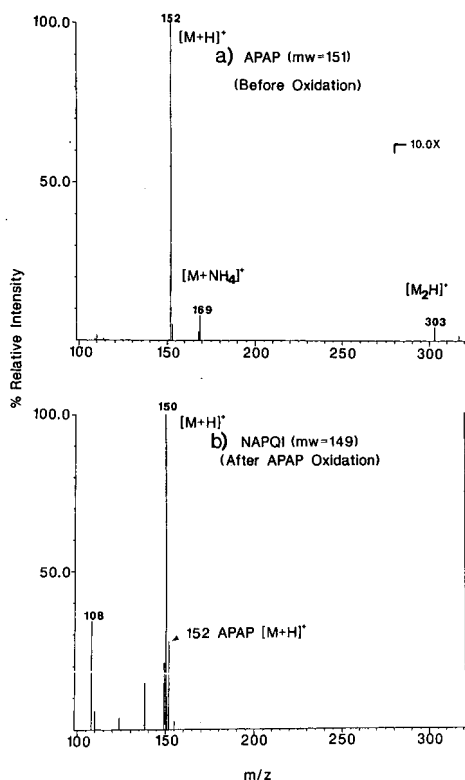 % Relative Intensity
100.0
50.0
152
[M+H]⁺
a) APAP (mw=151)
(Before Oxidation)
10.0X
[M+NH₄]⁺
169
[M₂H]⁺
303
100 150 200 250 300
100.0
50.0
150
[M+H]⁺
b) NAPQI (mw=149)
(After APAP Oxidation)
108
152 APAP [M+H]⁺
100 150 200 250 300
m/z